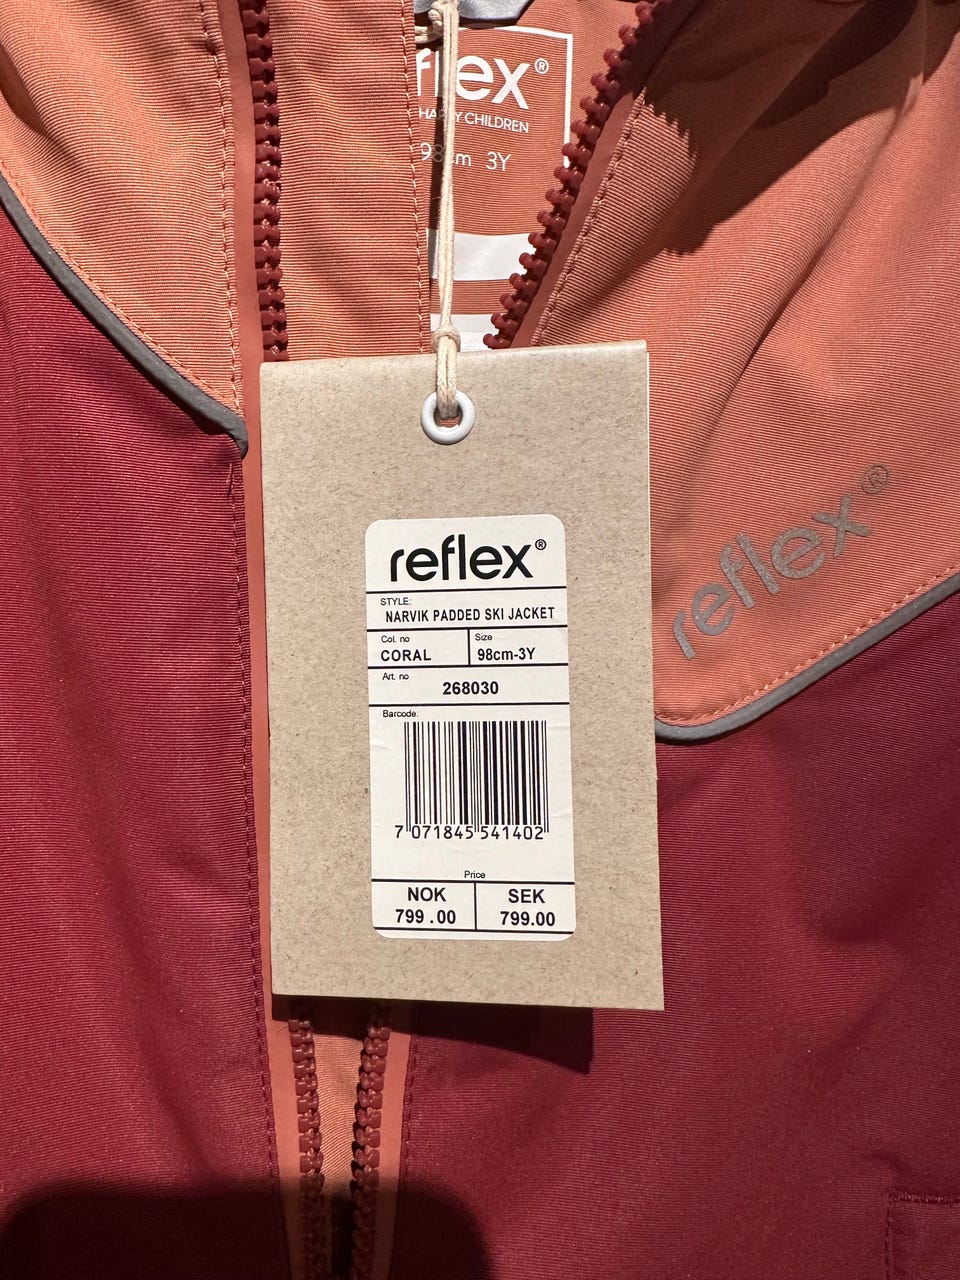 flex®
HAPPY CHILDREN
98cm 3Y
reflex®
STYLE:
NARVIK PADDED SKI JACKET
Col. no
CORAL
Size
98cm-3Y
Art. no
268030
Barcode:
7 071845 541402
Price
NOK
799.00
SEK
799.00
reflex®